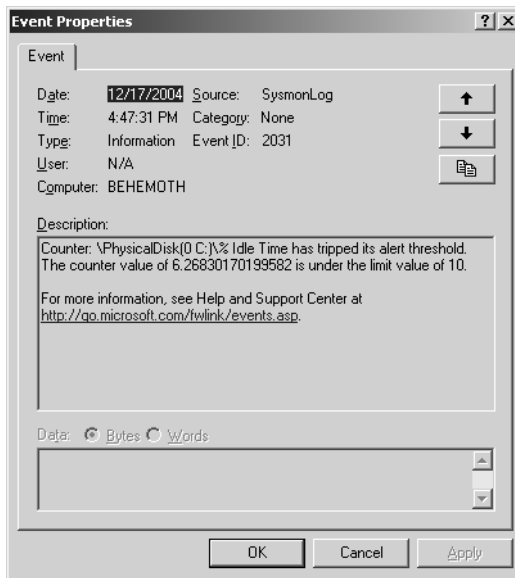 Event Properties
Event
Date: 12/17/2004 Source: SysmonLog
Time: 4:47:31 PM Category: None
Type: Information Event ID: 2031
User: N/A
Computer: BEHEMOTH
Description:
Counter: \PhysicalDisk(0 C:)\% Idle Time has tripped its alert threshold.
The counter value of 6.26830170199582 is under the limit value of 10.
For more information, see Help and Support Center at
http://go.microsoft.com/fwlink/events.asp.
Data: Bytes Words
OK Cancel Apply